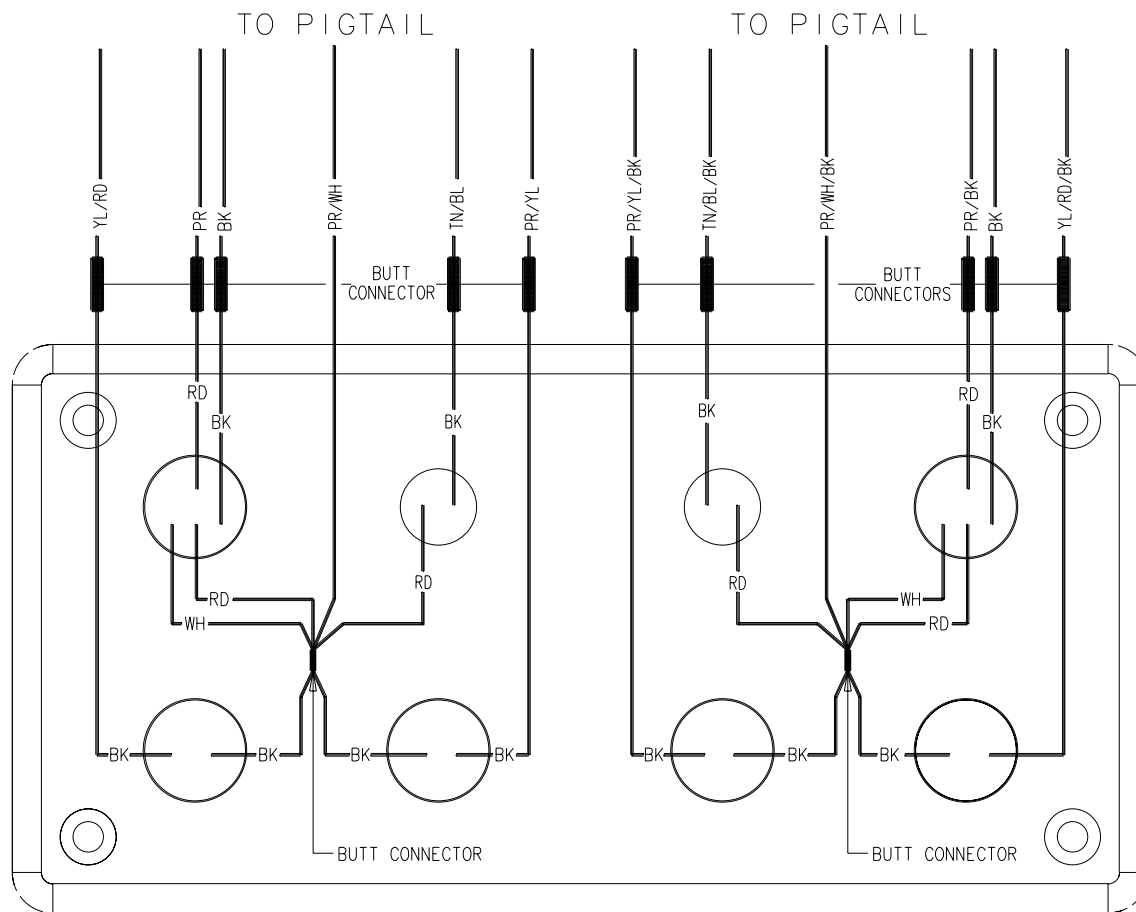 TO PIGTAIL
TO PIGTAIL
YL/RD
PR
BK
PR/WH
TN/BL
PR/YL
PR/YL/BK
TN/BL/BK
PR/WH/BK
PR/BK
BK
YL/RD/BK
BUTT
CONNECTOR
BUTT
CONNECTORS
RD
BK
BK
BK
RD
BK
RD
RD
RD
WH
WH
RD
BK
BK
BK
BK
BK
BK
BK
BUTT CONNECTOR
BUTT CONNECTOR